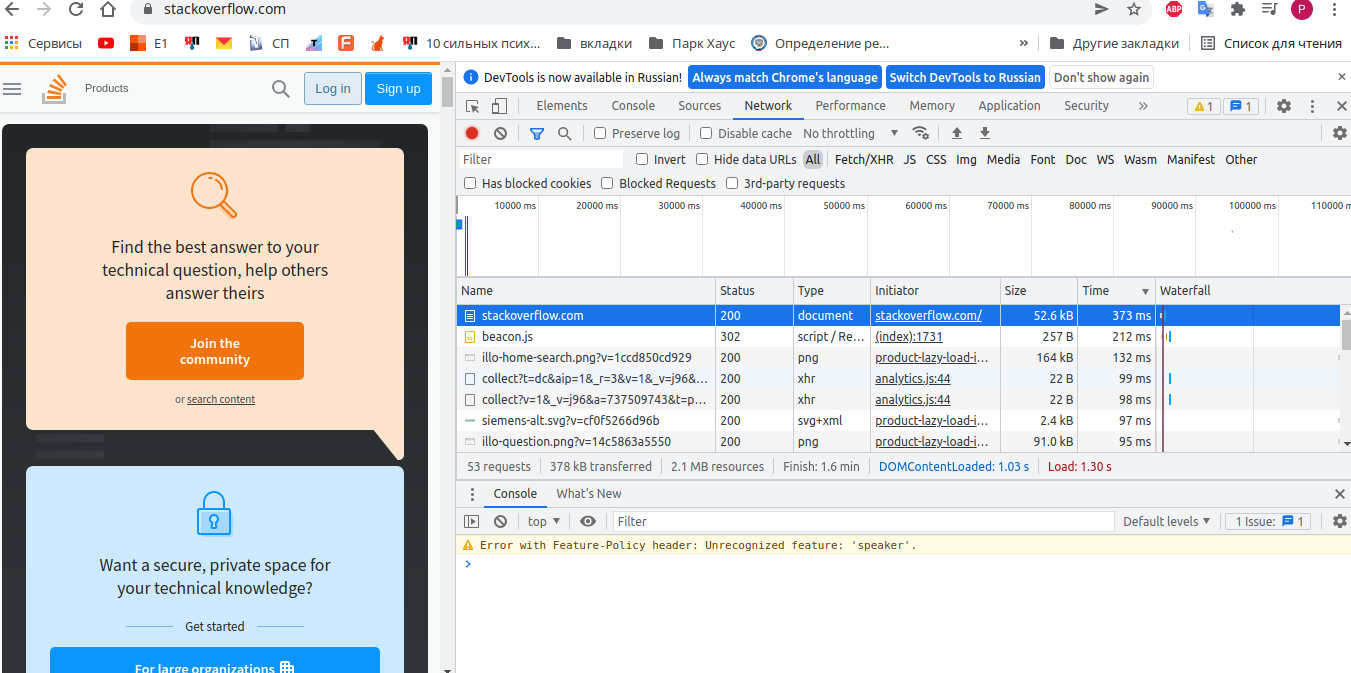 stackoverflow.com
ABP
P
Сервисы
E1
СП
10 сильных псих...
вкладки
Парк Хаус
Определение ре...
»
Другие закладки
Список для чтения
Products
Log in
Sign up
Find the best answer to your
technical question, help others
answer theirs
Join the
community
or search content
Want a secure, private space for
your technical knowledge?
Get started
For large organizations
DevTools is now available in Russian!
Always match Chrome's language
Switch DevTools to Russian
Don't show again
Elements
Console
Sources
Network
Performance
Memory
Application
Security
»
1
1
Preserve log
Disable cache
No throttling
Filter
Invert
Hide data URLs
All
Fetch/XHR
JS
CSS
Img
Media
Font
Doc
WS
Wasm
Manifest
Other
Has blocked cookies
Blocked Requests
3rd-party requests
10000 ms
20000 ms
30000 ms
40000 ms
50000 ms
60000 ms
70000 ms
80000 ms
90000 ms
100000 ms
110000
Name Status Type Initiator Size Time Waterfall
stackoverflow.com 200 document stackoverflow.com/ 52.6 kB 373 ms
beacon.js 302 script / Re... (index):1731 257 B 212 ms
illo-home-search.png?v=1ccd850cd929 200 png product-lazy-load-i... 164 kB 132 ms
collect?t=dc&aip=1&_r=3&v=1&_v=j96&... 200 xhr analytics.js:44 22 B 99 ms
collect?v=1&_v=j96&a=737509743&t=p... 200 xhr analytics.js:44 22 B 98 ms
siemens-alt.svg?v=cf0f5266d96b 200 svg+xml product-lazy-load-i... 2.4 kB 97 ms
illo-question.png?v=14c5863a5550 200 png product-lazy-load-i... 91.0 kB 95 ms
53 requests
378 kB transferred
2.1 MB resources
Finish: 1.6 min
DOMContentLoaded: 1.03 s
Load: 1.30 s
Console
What's New
top
Filter
Default levels
1 Issue:
1
Error with Feature-Policy header: Unrecognized feature: 'speaker'.